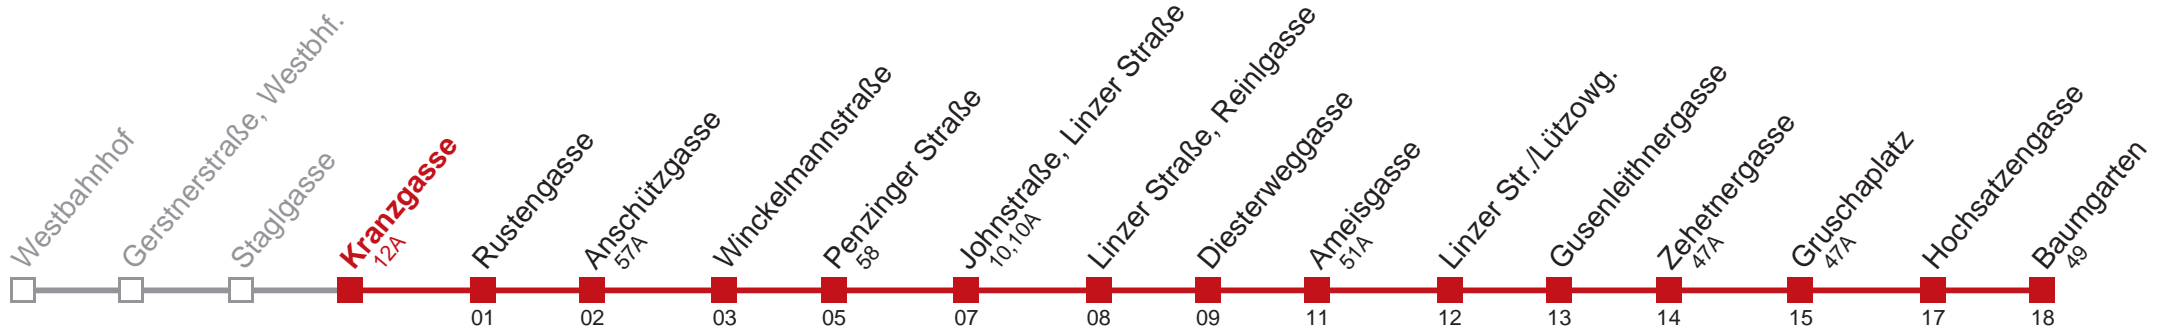 Westbahnhof
Gerstnerstraße, Westbhf.
Staglgasse
Kranzgasse
12A
Rustengasse
Anschützgasse
57A
Winckelmannstraße
Penzinger Straße
58
Johnstraße, Linzer Straße
10, 10A
Linzer Straße, Reinlgasse
Diesterweggasse
Ameisgasse
51A
Linzer Str./Lützowg.
Gusenleithnergasse
Zehetnergasse
47A
Gruschaplatz
47A
Hochsatzengasse
Baumgarten
49
01 02 03 05 07 08 09 11 12 13 14 15 17 18